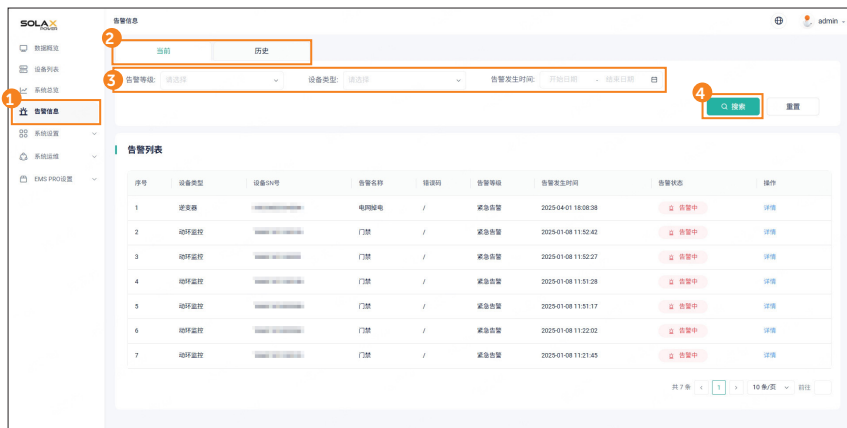 SOLAX
POWER
告警信息
admin
数据概览
设备列表
系统总览
告警信息
系统设置
系统运维
EMS PRO设置
1
2
当前
历史
3
告警等级: 请选择
设备类型: 请选择
告警发生时间: 开始日期 - 结束日期
4
搜索
重置
告警列表
序号 设备类型 设备SN号 告警名称 错误码 告警等级 告警发生时间 告警状态 操作
1 逆变器 电网掉电 / 紧急告警 2025-04-01 18:08:38 告警中 详情
2 动环监控 门禁 / 紧急告警 2025-01-08 11:52:42 告警中 详情
3 动环监控 门禁 / 紧急告警 2025-01-08 11:52:27 告警中 详情
4 动环监控 门禁 / 紧急告警 2025-01-08 11:51:28 告警中 详情
5 动环监控 门禁 / 紧急告警 2025-01-08 11:51:17 告警中 详情
6 动环监控 门禁 / 紧急告警 2025-01-08 11:22:02 告警中 详情
7 动环监控 门禁 / 紧急告警 2025-01-08 11:21:45 告警中 详情
共 7 条 ‹ 1 › 10 条/页 前往